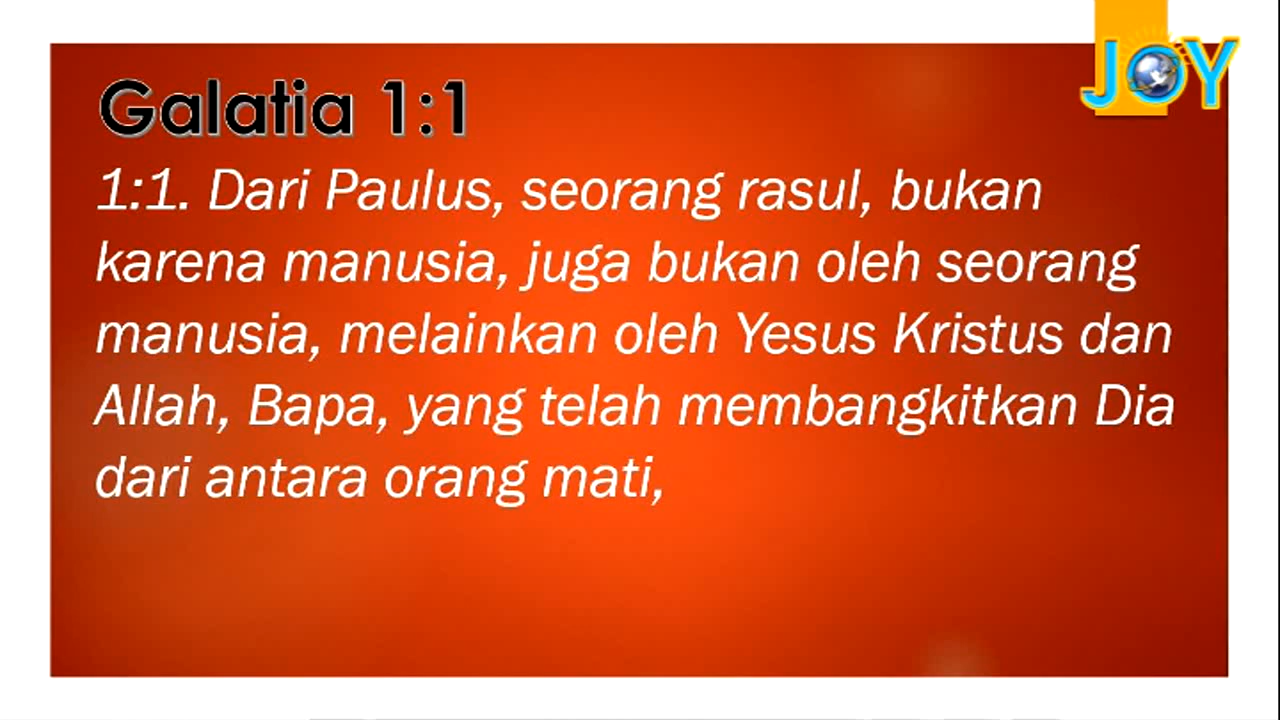 JOY
Galatia 1:1
1:1. Dari Paulus, seorang rasul, bukan
karena manusia, juga bukan oleh seorang
manusia, melainkan oleh Yesus Kristus dan
Allah, Bapa, yang telah membangkitkan Dia
dari antara orang mati,